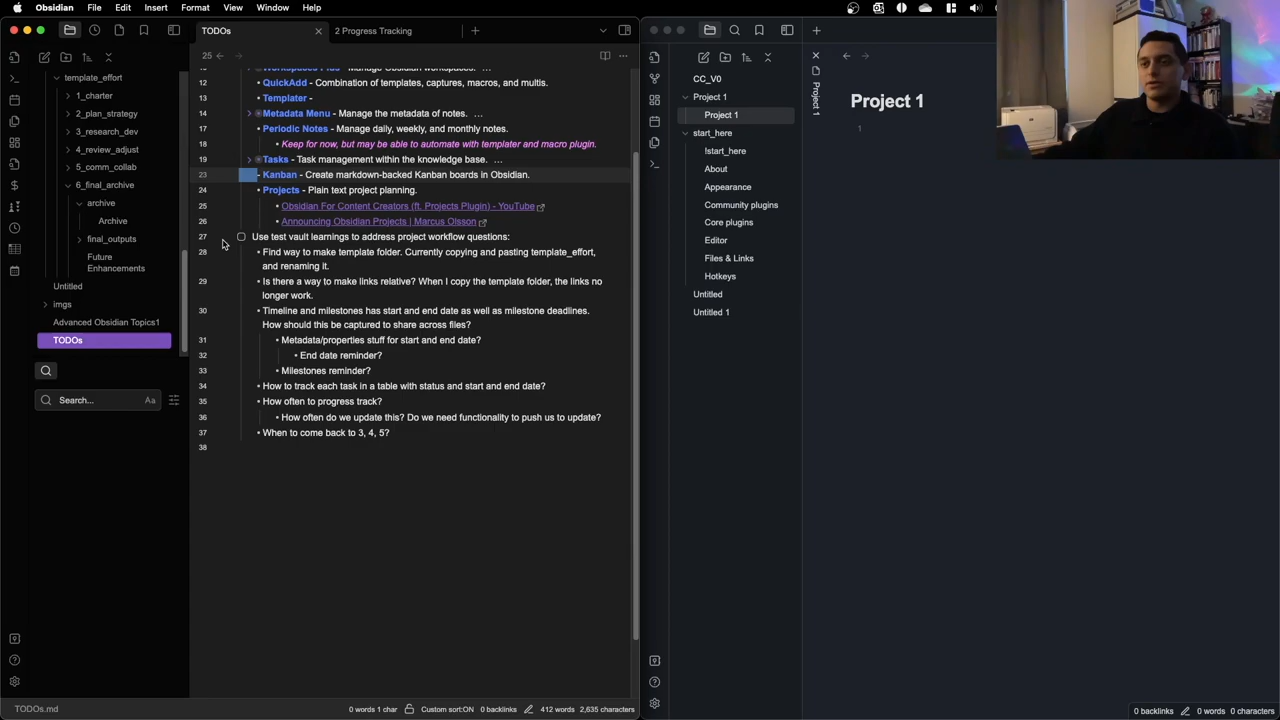 Obsidian File Edit Insert Format View Window Help
TODOs
2 Progress Tracking
25
template_effort
1_charter
2_plan_strategy
3_research_dev
4_review_adjust
5_comm_collab
6_final_archive
archive
Archive
final_outputs
Future
Enhancements
Untitled
imgs
Advanced Obsidian Topics1
TODOs
Search...
Aa
Workspaces Plus - Manage Obsidian workspaces. ...
12 QuickAdd - Combination of templates, captures, macros, and multis.
13 Templater -
14 Metadata Menu - Manage the metadata of notes. ...
17 Periodic Notes - Manage daily, weekly, and monthly notes.
18 Keep for now, but may be able to automate with templater and macro plugin.
19 Tasks - Task management within the knowledge base. ...
23 - Kanban - Create markdown-backed Kanban boards in Obsidian.
24 Projects - Plain text project planning.
25 Obsidian For Content Creators (ft. Projects Plugin) - YouTube
26 Announcing Obsidian Projects | Marcus Olsson
27 Use test vault learnings to address project workflow questions:
28 Find way to make template folder. Currently copying and pasting template_effort,
and renaming it.
29 Is there a way to make links relative? When I copy the template folder, the links no
longer work.
30 Timeline and milestones has start and end date as well as milestone deadlines.
How should this be captured to share across files?
31 Metadata/properties stuff for start and end date?
32 End date reminder?
33 Milestones reminder?
34 How to track each task in a table with status and start and end date?
35 How often to progress track?
36 How often do we update this? Do we need functionality to push us to update?
37 When to come back to 3, 4, 5?
38
TODOs.md
0 words 1 char
Custom sort:ON
0 backlinks
412 words
2,635 characters
CC_V0
Project 1
Project 1
start_here
!start_here
About
Appearance
Community plugins
Core plugins
Editor
Files & Links
Hotkeys
Untitled
Untitled 1
Project 1
Project 1
1
0 backlinks
0 words
0 characters